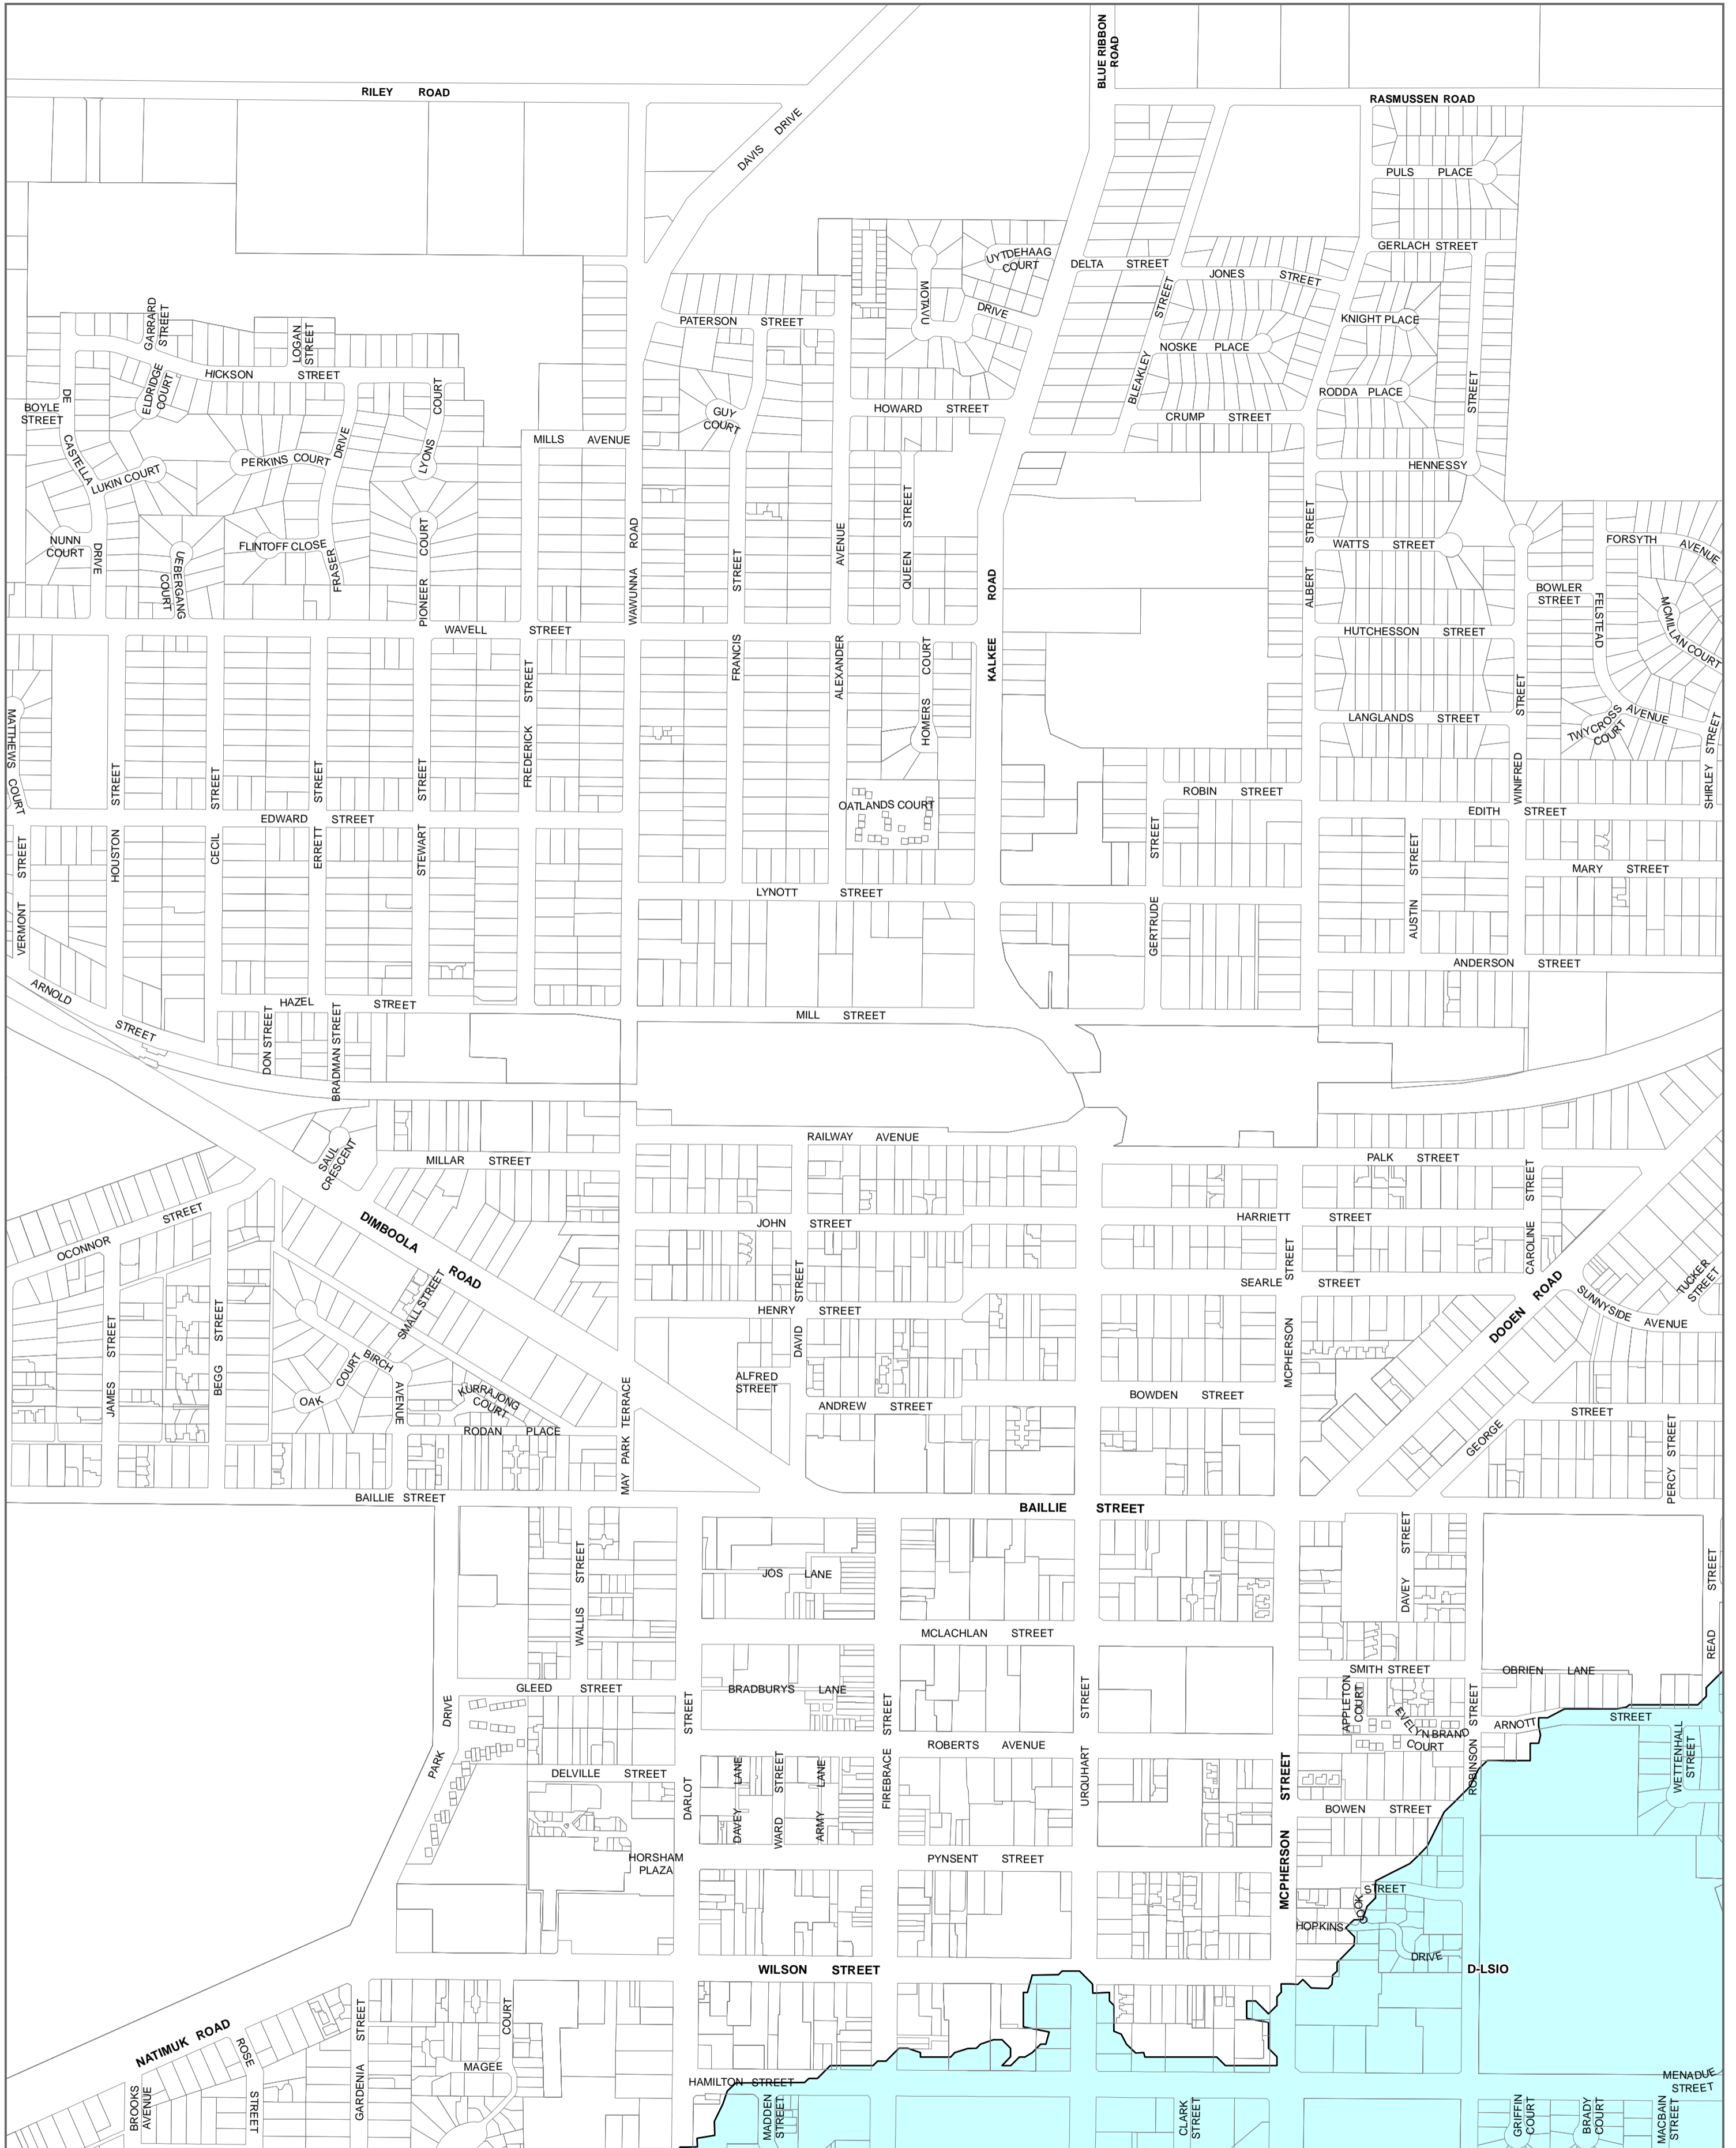 BLUE RIBBON
ROAD
RILEY ROAD
RASMUSSEN ROAD
DAVIS DRIVE
PULS PLACE
GERLACH STREET
UYTDEHAAG
COURT
DELTA STREET
JONES STREET
MOTAVU DRIVE
BLEAKLEY STREET
GARRARD
STREET
LOGAN
STREET
PATERSON STREET
KNIGHT PLACE
NOSKE PLACE
HICKSON STREET
ELDRIDGE
COURT
DE CASTELLA DRIVE
BOYLE
STREET
LYONS COURT
RODDA PLACE
GUY
COURT
HOWARD STREET
CRUMP STREET
MILLS AVENUE
FRASER DRIVE
PERKINS COURT
LUKIN COURT
HENNESSY STREET
QUEEN STREET
ALBERT STREET
NUNN
COURT
FLINTOFF CLOSE
UEBERGANG
COURT
PIONEER COURT
WAWUNNA ROAD
FRANCIS STREET
ALEXANDER AVENUE
KALKEE ROAD
WATTS STREET
FORSYTH AVENUE
BOWLER
STREET
FELSTEAD AVENUE
MCMILLAN COURT
WAVELL STREET
HUTCHESSON STREET
FREDERICK STREET
HOMERS COURT
WINIFRED STREET
LANGLANDS STREET
TWYCROSS
COURT
SHIRLEY STREET
MATTHEWS COURT
HOUSTON STREET
CECIL STREET
ERRETT STREET
STEWART STREET
OATLANDS COURT
ROBIN STREET
EDITH STREET
EDWARD STREET
VERMONT STREET
GERTRUDE STREET
AUSTIN STREET
MARY STREET
LYNOTT STREET
ANDERSON STREET
ARNOLD STREET
HAZEL STREET
DON STREET
BRADMAN STREET
MILL STREET
RAILWAY AVENUE
SAUL
CRESCENT
MILLAR STREET
PALK STREET
OCONNOR STREET
DIMBOOLA ROAD
JOHN STREET
HARRIETT STREET
CAROLINE STREET
DAVID STREET
MCPHERSON STREET
SEARLE STREET
DOOEN ROAD
SUNNYSIDE AVENUE
TUCKER
STREET
SMALL STREET
HENRY STREET
JAMES STREET
BEGG STREET
BIRCH AVENUE
OAK COURT
KURRAJONG
COURT
ALFRED
STREET
BOWDEN STREET
ANDREW STREET
GEORGE STREET
RODAN PLACE
MAY PARK TERRACE
PERCY STREET
BAILLIE STREET
BAILLIE STREET
WALLIS STREET
JOS LANE
DAVEY STREET
READ STREET
MCLACHLAN STREET
SMITH STREET
OBRIEN LANE
GLEED STREET
BRADBURYS LANE
APPLETON
COURT
EVELYN BRAND
COURT
ROBINSON STREET
ARNOTT STREET
PARK DRIVE
DARLOT STREET
FIREBRACE STREET
URQUHART STREET
ROBERTS AVENUE
WETTENHALL
STREET
DELVILLE STREET
DAVEY LANE
WARD STREET
ARMY LANE
MCPHERSON STREET
BOWEN STREET
HORSHAM
PLAZA
PYNSENT STREET
COOK STREET
HOPKINS DRIVE
WILSON STREET
D-LSIO
NATIMUK ROAD
ROSE STREET
GARDENIA STREET
MAGEE COURT
BROOKS
AVENUE
HAMILTON STREET
MADDEN
STREET
CLARK
STREET
MENADUE
STREET
GRIFFIN
COURT
BRADY
COURT
MACBAIN
STREET